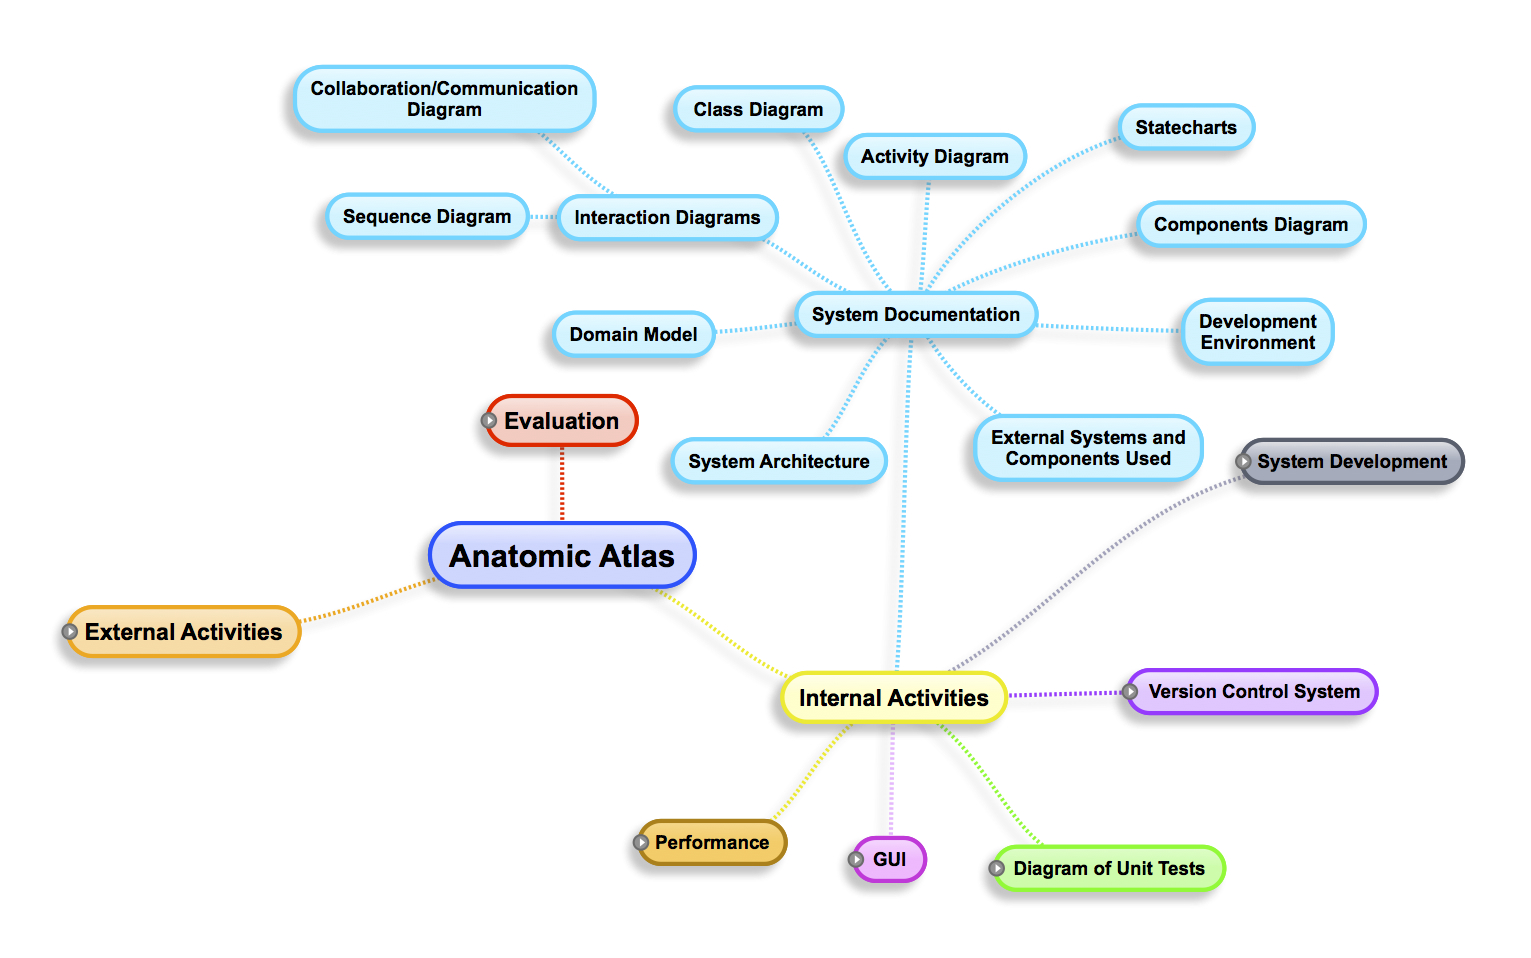 Collaboration/Communication
Diagram
Class Diagram
Statecharts
Activity Diagram
Sequence Diagram
Interaction Diagrams
Components Diagram
System Documentation
Domain Model
Development
Environment
Evaluation
External Systems and
Components Used
System Architecture
System Development
Anatomic Atlas
External Activities
Internal Activities
Version Control System
Performance
GUI
Diagram of Unit Tests